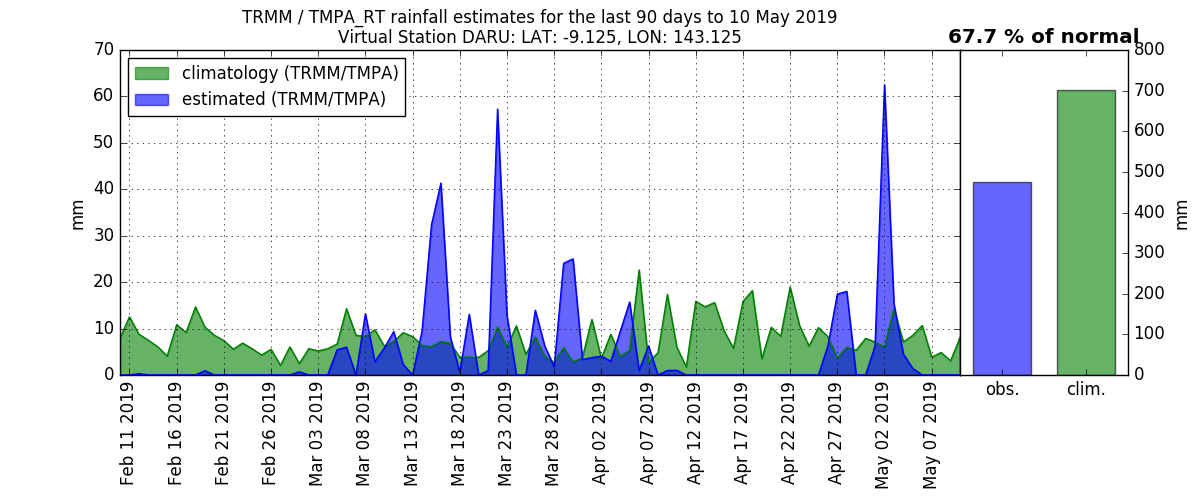 TRMM / TMPA_RT rainfall estimates for the last 90 days to 10 May 2019
Virtual Station DARU: LAT: -9.125, LON: 143.125
67.7 % of normal
climatology (TRMM/TMPA)
estimated (TRMM/TMPA)
70
60
50
40
30
20
10
0
mm
Feb 11 2019
Feb 16 2019
Feb 21 2019
Feb 26 2019
Mar 03 2019
Mar 08 2019
Mar 13 2019
Mar 18 2019
Mar 23 2019
Mar 28 2019
Apr 02 2019
Apr 07 2019
Apr 12 2019
Apr 17 2019
Apr 22 2019
Apr 27 2019
May 02 2019
May 07 2019
obs.
clim.
800
700
600
500
400
300
200
100
0
mm